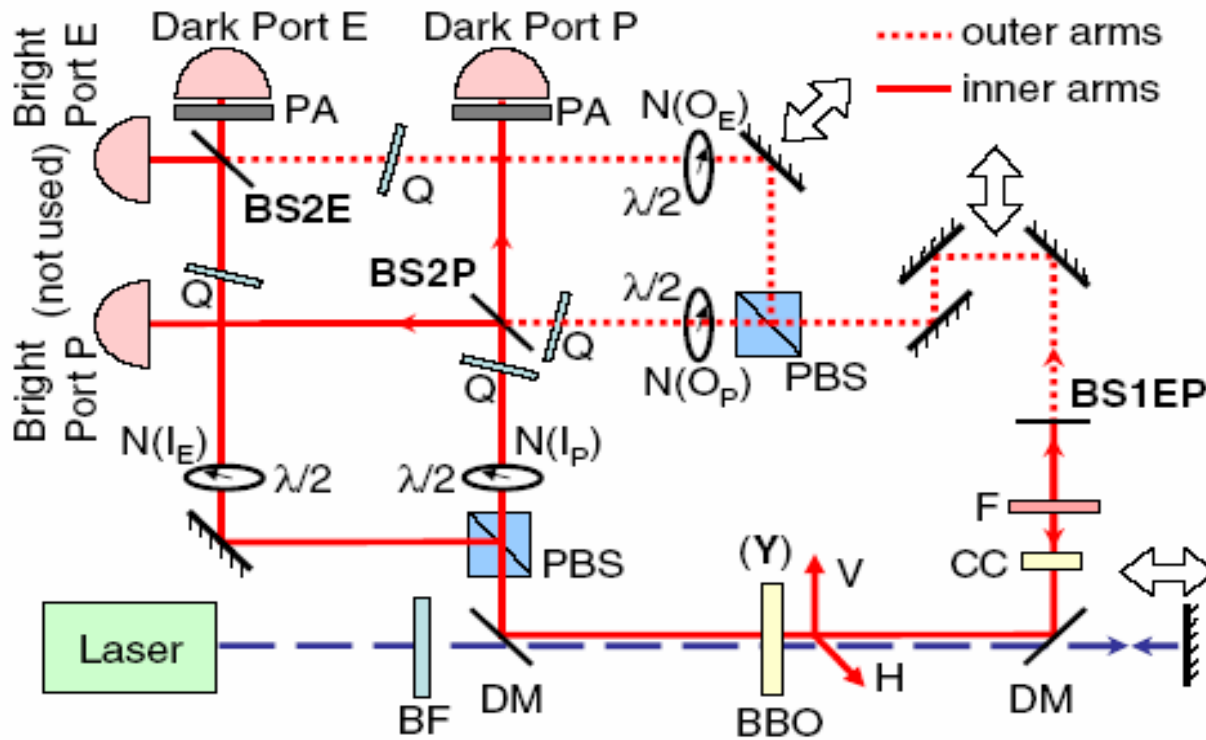 Dark Port E
Dark Port P
outer arms
inner arms
Bright
Port E
(not used)
PA
PA
N(O_E)
Q
λ/2
BS2E
BS2P
Q
λ/2
Bright
Port P
Q
Q
N(O_P)
PBS
BS1EP
N(I_E)
N(I_P)
λ/2
λ/2
F
PBS
(Y)
V
CC
Laser
H
BF
DM
BBO
DM